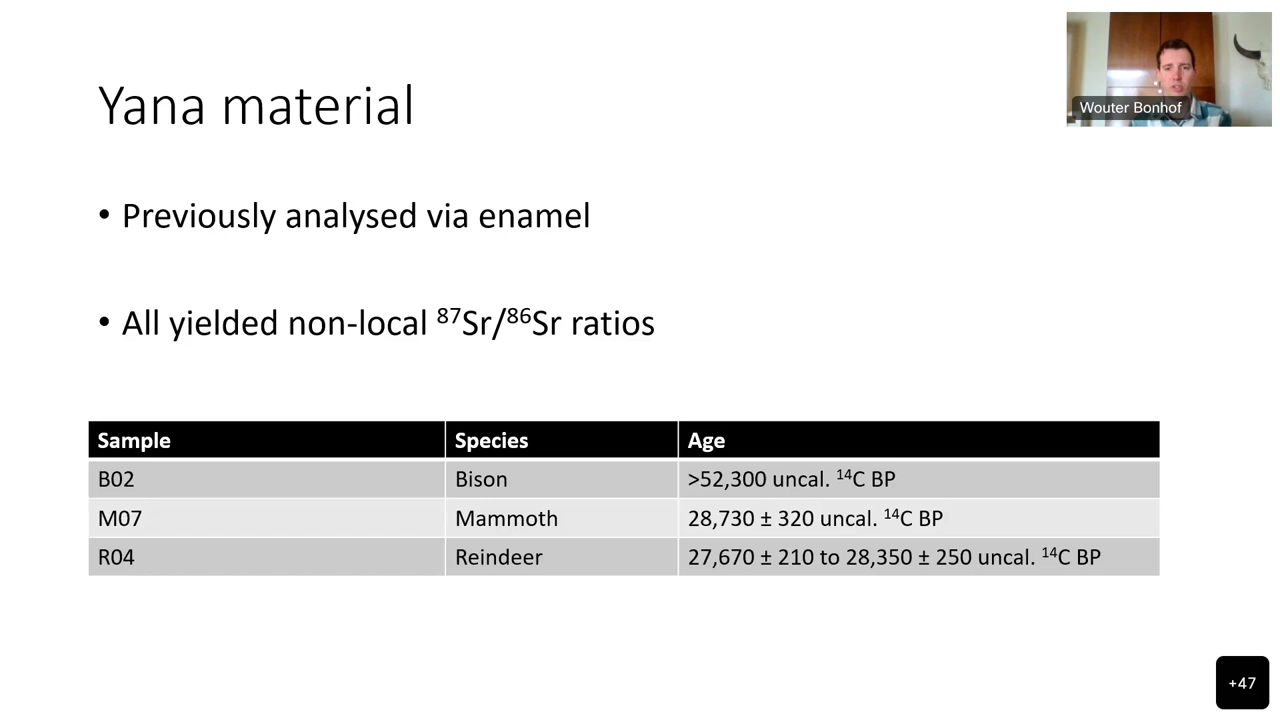 Yana material
Wouter Bonhof
• Previously analysed via enamel
• All yielded non-local ⁸⁷Sr/⁸⁶Sr ratios
Sample Species Age
B02 Bison >52,300 uncal. ¹⁴C BP
M07 Mammoth 28,730 ± 320 uncal. ¹⁴C BP
R04 Reindeer 27,670 ± 210 to 28,350 ± 250 uncal. ¹⁴C BP
+47